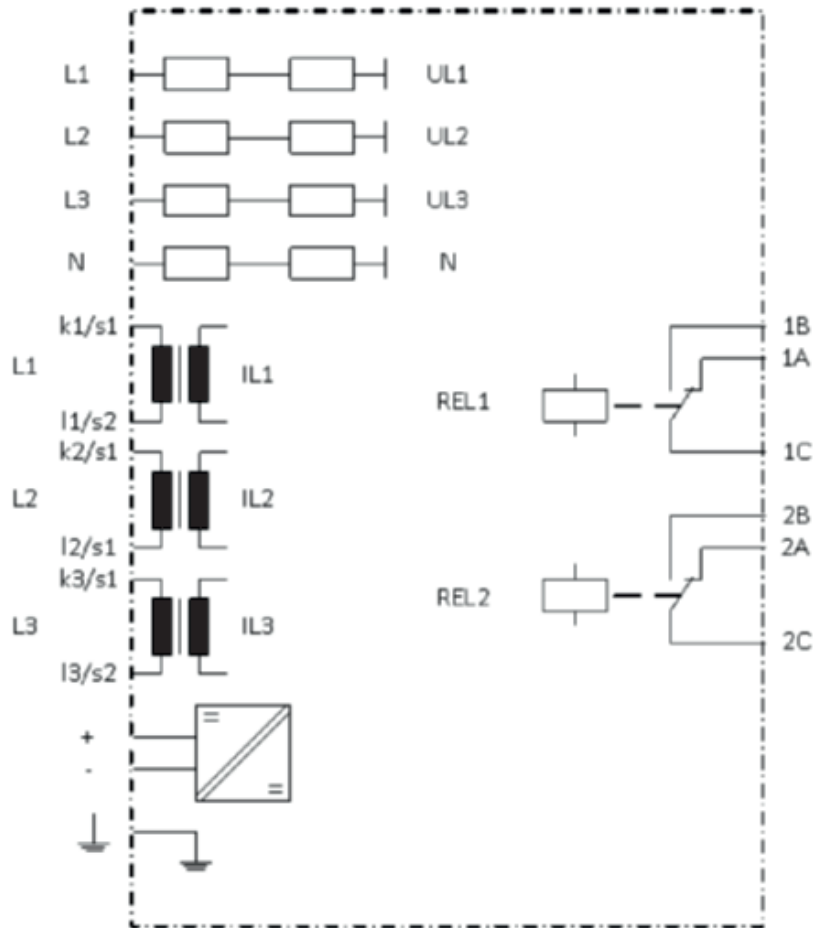 L1 UL1
L2 UL2
L3 UL3
N N
k1/s1
L1 IL1
l1/s2
k2/s1
L2 IL2
l2/s1
k3/s1
L3 IL3
l3/s2
+
-
1B
1A
REL1
1C
2B
2A
REL2
2C